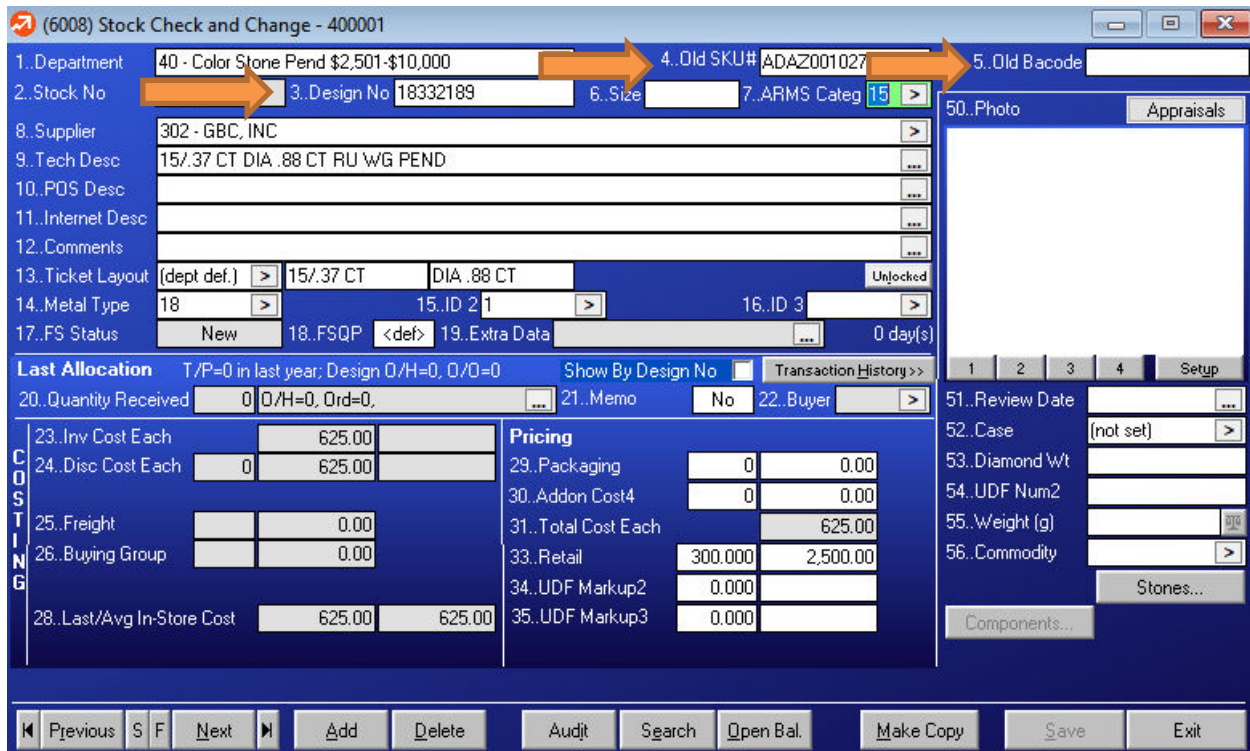 (6008) Stock Check and Change - 400001
1..Department 40 - Color Stone Pend $2,501-$10,000 4..Old SKU# ADAZ001027 5..Old Bacode
2..Stock No 3..Design No 18332189 6..Size 7..ARMS Categ 15 >
50..Photo Appraisals
8..Supplier 302 - GBC, INC >
9..Tech Desc 15/.37 CT DIA .88 CT RU WG PEND ...
10..POS Desc ...
11..Internet Desc ...
12..Comments ...
13..Ticket Layout (dept def.) > 15/.37 CT DIA .88 CT Unlocked
14..Metal Type 18 > 15..ID 2 1 > 16..ID 3 >
17..FS Status New 18..FSQP <def> 19..Extra Data ... 0 day(s)
Last Allocation T/P=0 in last year; Design O/H=0, O/O=0 Show By Design No Transaction History >> 1 2 3 4 Setup
20..Quantity Received 0 O/H=0, Ord=0, ... 21..Memo No 22..Buyer > 51..Review Date ...
COSTING
23..Inv Cost Each 625.00 Pricing 52..Case (not set) >
24..Disc Cost Each 0 625.00 29..Packaging 0 0.00 53..Diamond Wt
30..Addon Cost4 0 0.00 54..UDF Num2
25..Freight 0.00 31..Total Cost Each 625.00 55..Weight (g)
26..Buying Group 0.00 33..Retail 300.000 2,500.00 56..Commodity >
34..UDF Markup2 0.000 Stones...
28..Last/Avg In-Store Cost 625.00 625.00 35..UDF Markup3 0.000 Components...
Previous S F Next Add Delete Audit Search Open Bal. Make Copy Save Exit